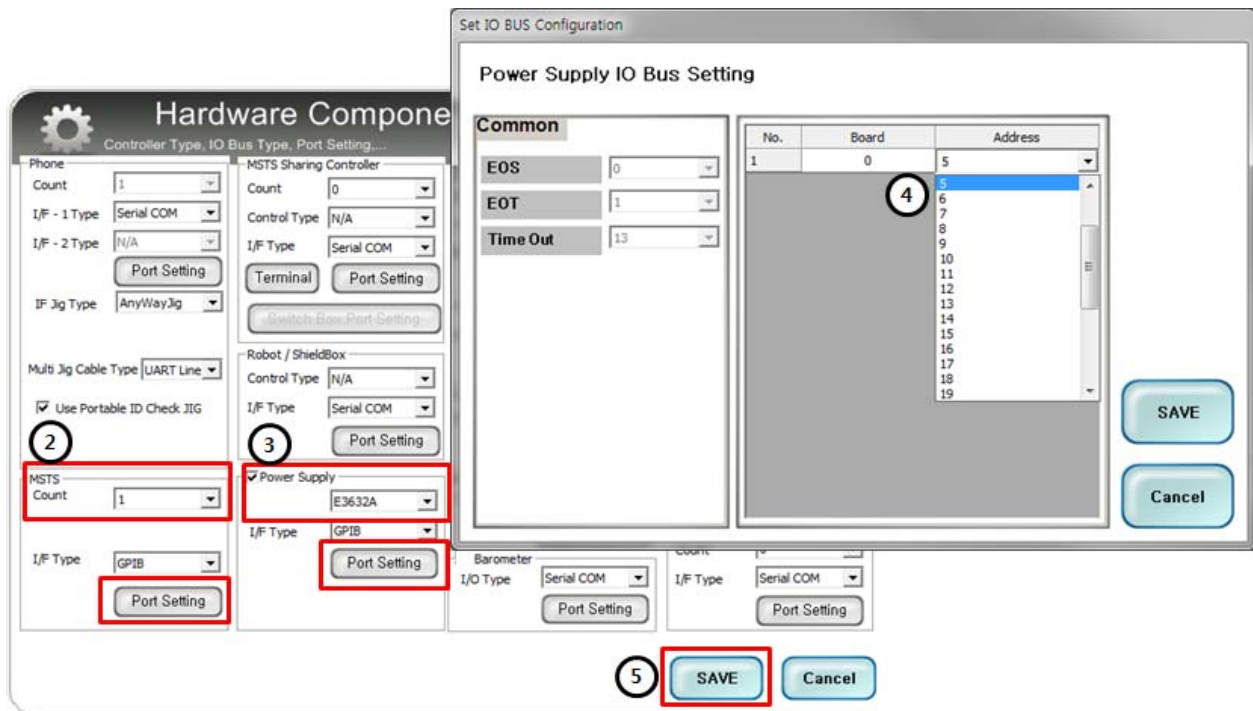 Set IO BUS Configuration
Power Supply IO Bus Setting
Common
EOS 0
EOT 1
Time Out 13
No. Board Address
1 0 5
4
5
6
7
8
9
10
11
12
13
14
15
16
17
18
19
SAVE
Cancel
Hardware Compone
Controller Type, IO Bus Type, Port Setting,...
Phone
Count 1
I/F - 1 Type Serial COM
I/F - 2 Type N/A
Port Setting
IF Jig Type AnyWayJig
Multi Jig Cable Type UART Line
Use Portable ID Check JIG
2
MSTS
Count 1
I/F Type GPIB
Port Setting
MSTS Sharing Controller
Count 0
Control Type N/A
I/F Type Serial COM
Terminal Port Setting
Switch Box Port Setting
Robot / ShieldBox
Control Type N/A
I/F Type Serial COM
Port Setting
3
Power Supply
E3632A
I/F Type GPIB
Port Setting
Barometer
I/O Type Serial COM
Port Setting
I/F Type Serial COM
Port Setting
5
SAVE
Cancel